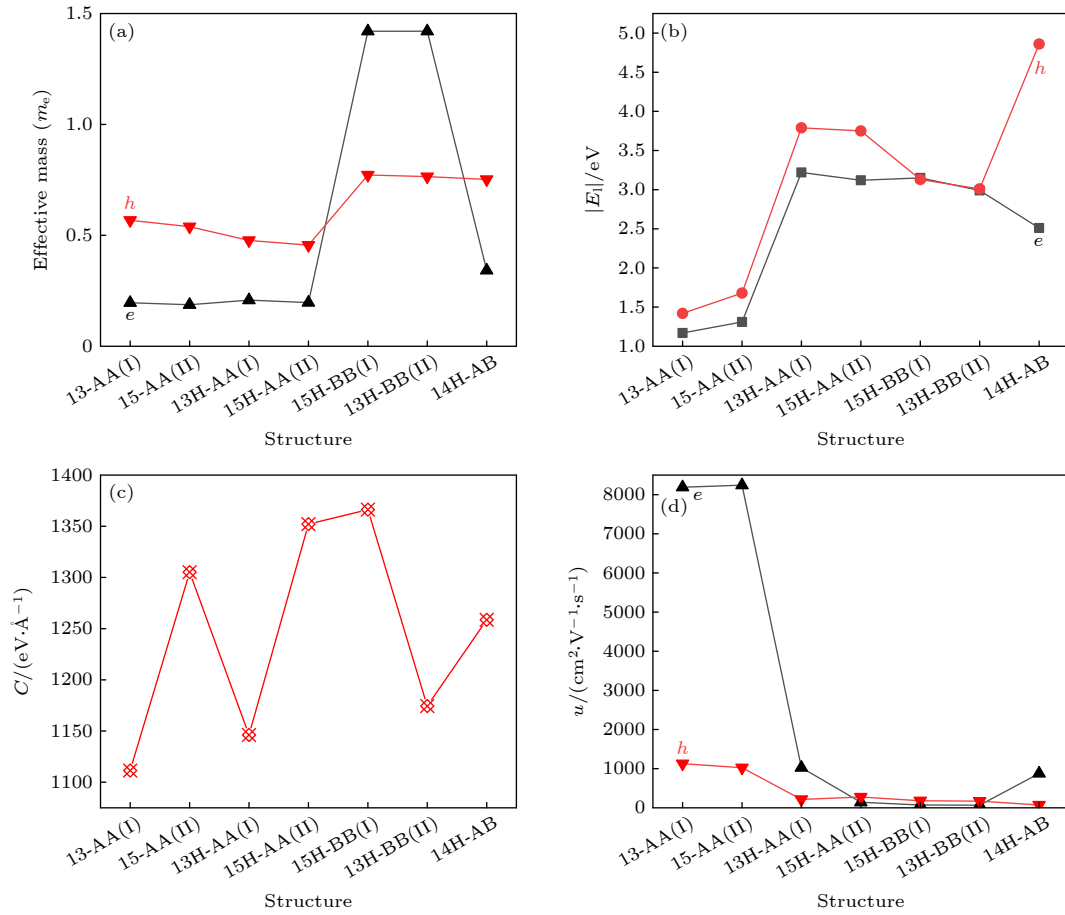 (a)
Effective mass (mₑ)
1.5
1.0
0.5
0
h
e
13-AA(I)
15-AA(II)
13H-AA(I)
15H-AA(II)
15H-BB(I)
13H-BB(II)
14H-AB
Structure
(b)
|E₁|/eV
5.0
4.5
4.0
3.5
3.0
2.5
2.0
1.5
1.0
h
e
13-AA(I)
15-AA(II)
13H-AA(I)
15H-AA(II)
15H-BB(I)
13H-BB(II)
14H-AB
Structure
(c)
C/(eV·Å⁻¹)
1400
1350
1300
1250
1200
1150
1100
13-AA(I)
15-AA(II)
13H-AA(I)
15H-AA(II)
15H-BB(I)
13H-BB(II)
14H-AB
Structure
(d)
u/(cm²·V⁻¹·s⁻¹)
8000
7000
6000
5000
4000
3000
2000
1000
0
e
h
13-AA(I)
15-AA(II)
13H-AA(I)
15H-AA(II)
15H-BB(I)
13H-BB(II)
14H-AB
Structure